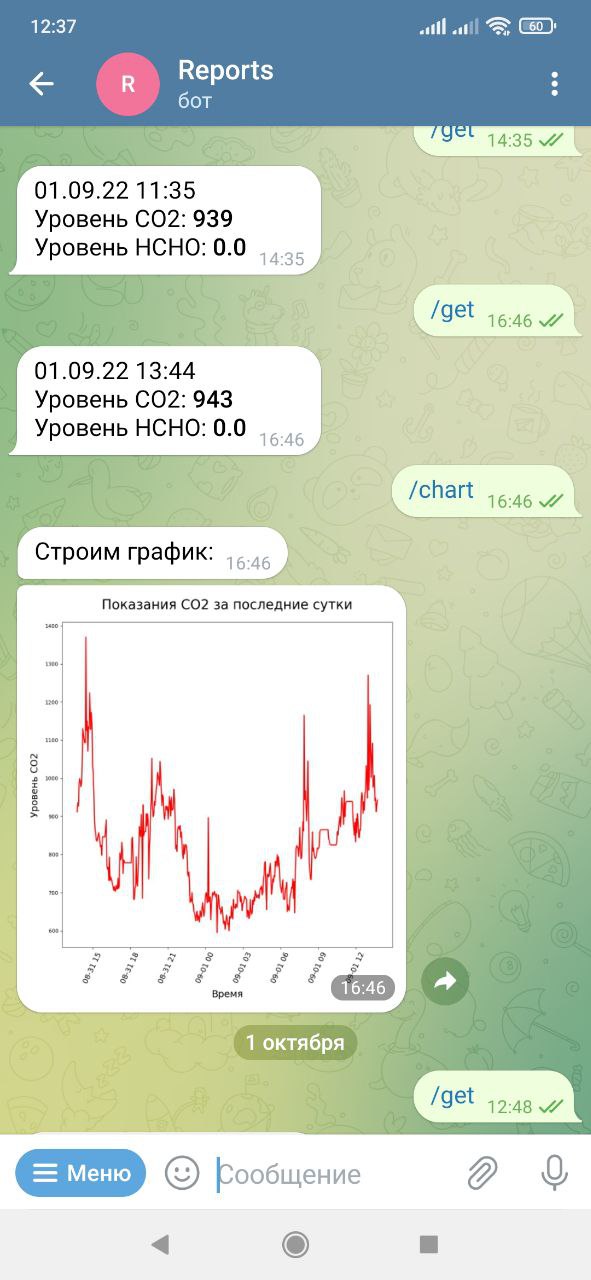 12:37
60
R
Reports
бот
/get
14:35
01.09.22 11:35
Уровень CO2: 939
Уровень HCHO: 0.0
14:35
/get
16:46
01.09.22 13:44
Уровень CO2: 943
Уровень HCHO: 0.0
16:46
/chart
16:46
Строим график:
16:46
Показания CO2 за последние сутки
Уровень CO2
1400
1300
1200
1100
1000
900
800
700
600
08-31 15
08-31 18
08-31 21
09-01 00
09-01 03
09-01 06
09-01 09
09-01 12
Время
16:46
1 октября
/get
12:48
Меню
Сообщение